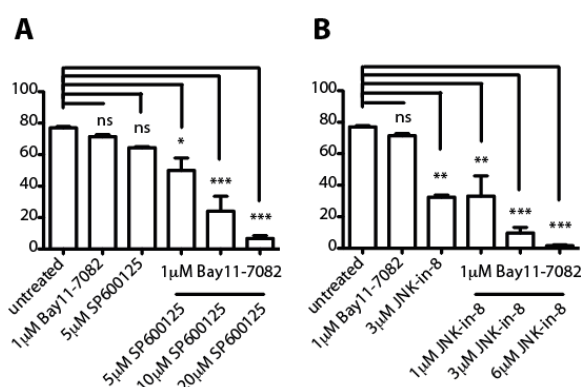 A
100
80
60
40
20
0
ns
ns
*
***
***
untreated
1µM Bay11-7082
5µM SP600125
1µM Bay11-7082
5µM SP600125
10µM SP600125
20µM SP600125
B
100
80
60
40
20
0
ns
**
**
***
***
untreated
1µM Bay11-7082
3µM JNK-in-8
1µM Bay11-7082
1µM JNK-in-8
3µM JNK-in-8
6µM JNK-in-8